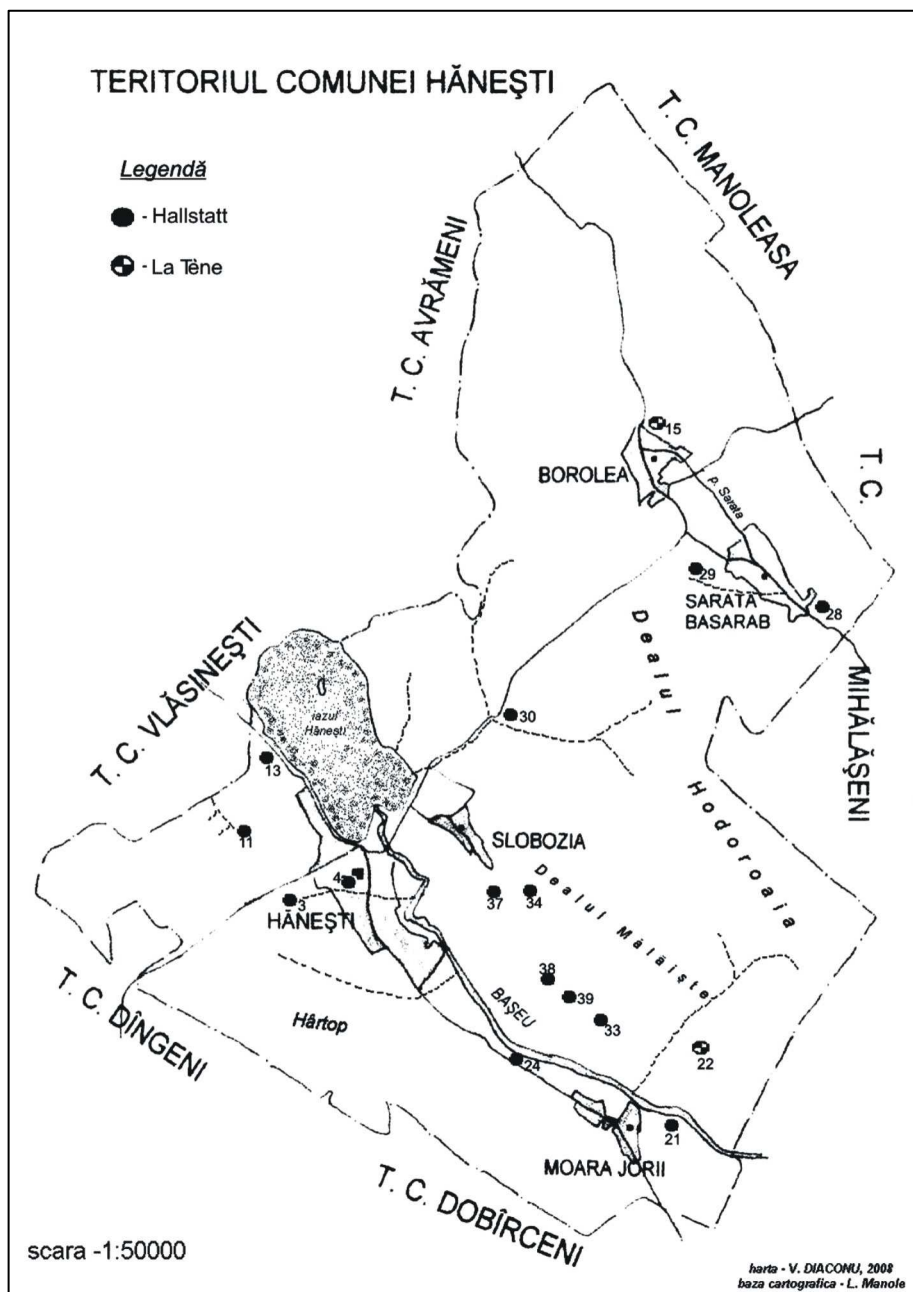 TERITORIUL COMUNEI HĂNEŞTI
Legendă
- Hallstatt
- La Tène
T. C. MANOLEASA
T. C. AVRĂMENI
15
BOROLEA
p. Sarata
T. C.
29
SARATA
BASARAB
28
Dealul
MIHĂLĂŞENI
T. C. VLĂSINEŞTI
iazul
Hăneşti
30
13
Hodoroaia
11
SLOBOZIA
4
3
37
34
HĂNEŞTI
Dealul Mălăişte
38
39
BAŞEU
33
Hârtop
22
24
T. C. DÎNGENI
21
MOARA JORII
T. C. DOBÎRCENI
scara -1:50000
harta - V. DIACONU, 2008
baza cartografica - L. Manole